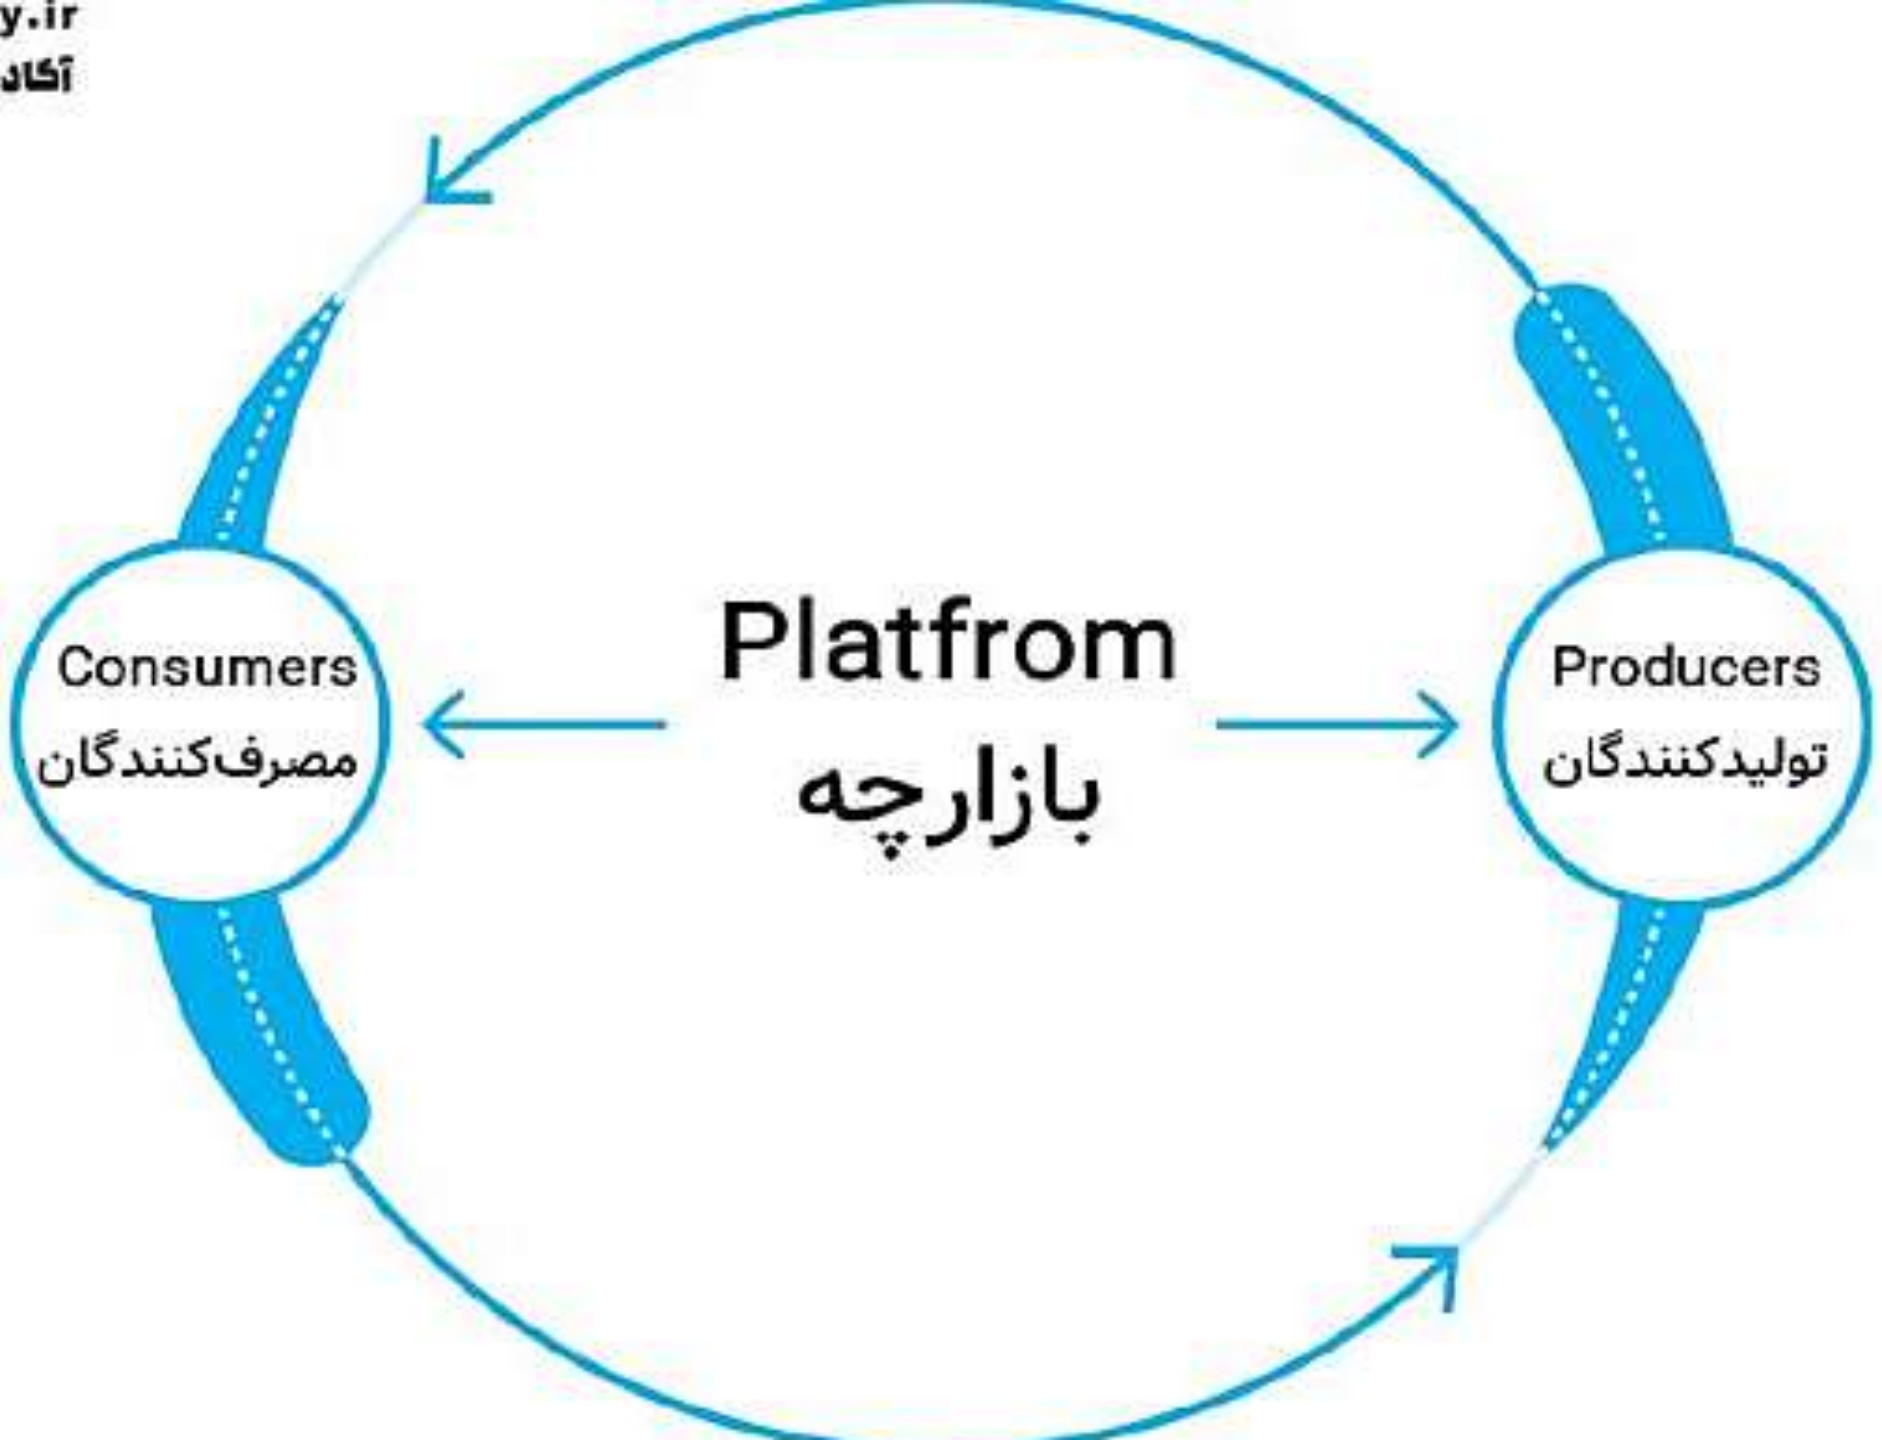 y.ir
آکاد
Consumers
مصرف‌کنندگان
Platfrom
بازارچه
Producers
تولیدکنندگان